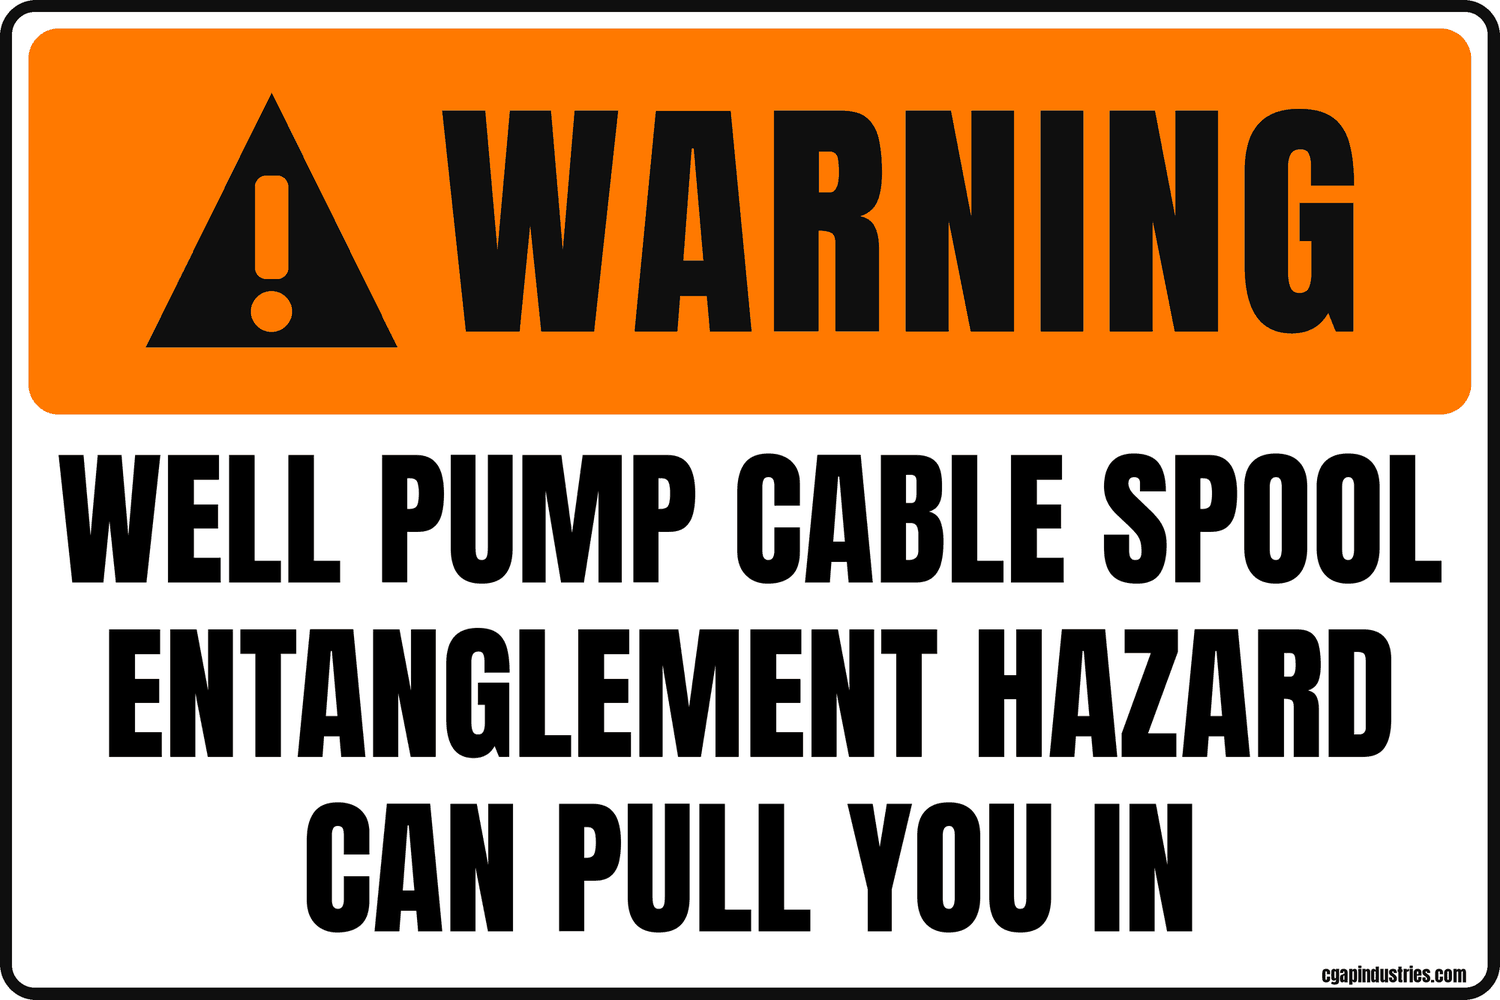 WARNING
WELL PUMP CABLE SPOOL
ENTANGLEMENT HAZARD
CAN PULL YOU IN
cgapindustries.com